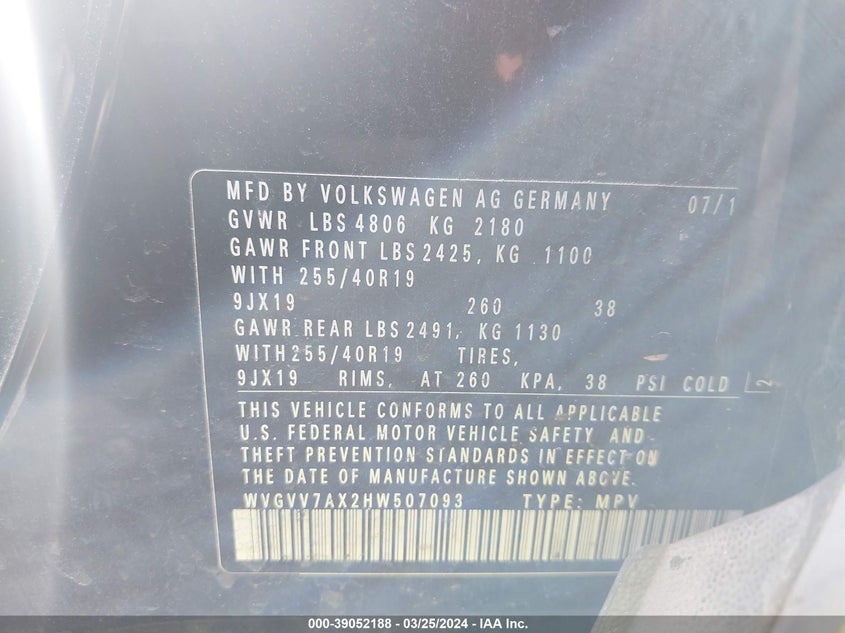 MFD BY VOLKSWAGEN AG GERMANY 07/1
GVWR LBS 4806 KG 2180
GAWR FRONT LBS 2425, KG 1100
WITH 255/40R19
9JX19 260 38
GAWR REAR LBS 2491, KG 1130
WITH 255/40R19 TIRES,
9JX19 RIMS, AT 260 KPA, 38 PSI COLD
2
THIS VEHICLE CONFORMS TO ALL APPLICABLE
U.S. FEDERAL MOTOR VEHICLE SAFETY AND
THEFT PREVENTION STANDARDS IN EFFECT ON
THE DATE OF MANUFACTURE SHOWN ABOVE.
WVGVV7AX2HW507093 TYPE: MPV
000-39052188 - 03/25/2024 - IAA Inc.